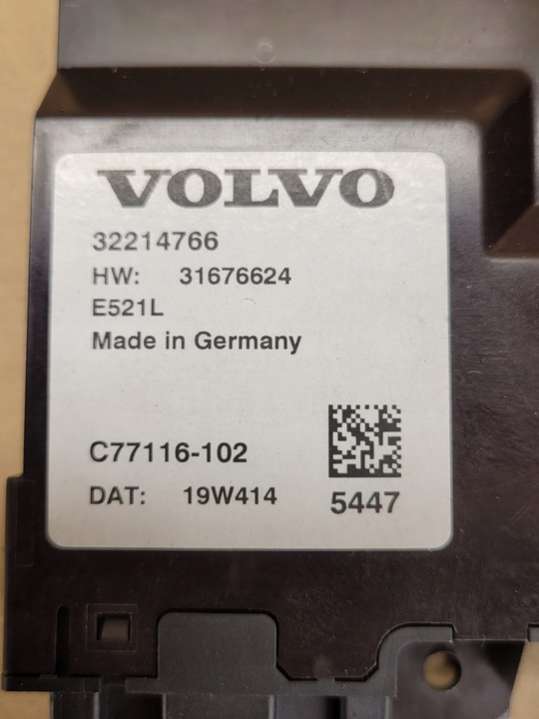 VOLVO
32214766
HW: 31676624
E521L
Made in Germany
C77116-102
DAT: 19W414
5447